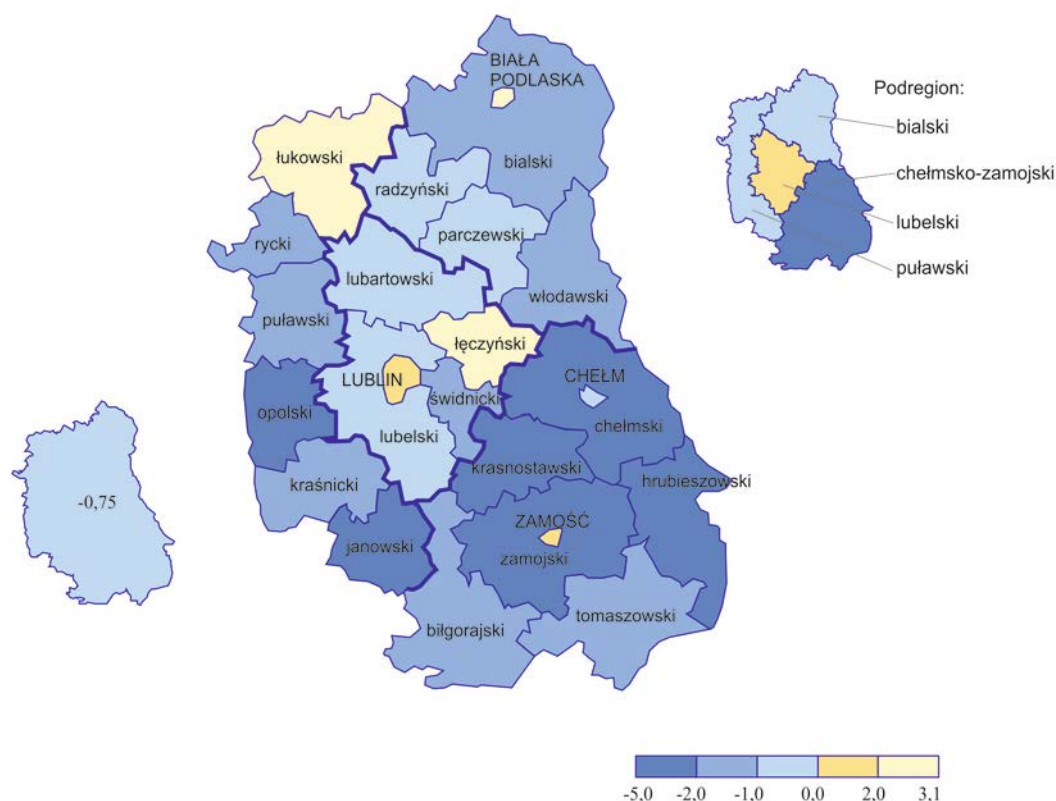 BIAŁA
PODLASKA
Podregion:
bialski
chełmsko-zamojski
lubelski
puławski
łukowski
bialski
radzyński
parczewski
rycki
lubartowski
włodawski
puławski
łęczyński
LUBLIN
CHEŁM
świdnicki
opolski
chełmski
lubelski
krasnostawski
hrubieszowski
kraśnicki
-0,75
ZAMOŚĆ
janowski
zamojski
tomaszowski
biłgorajski
-5,0 -2,0 -1,0 0,0 2,0 3,1